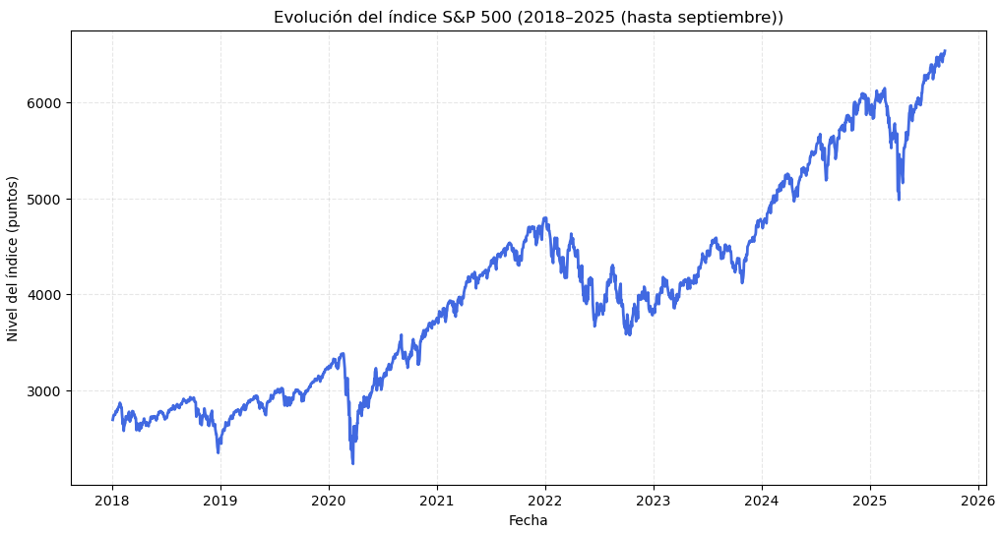 Evolución del índice S&P 500 (2018–2025 (hasta septiembre))
Nivel del índice (puntos)
6000
5000
4000
3000
2018 2019 2020 2021 2022 2023 2024 2025 2026
Fecha